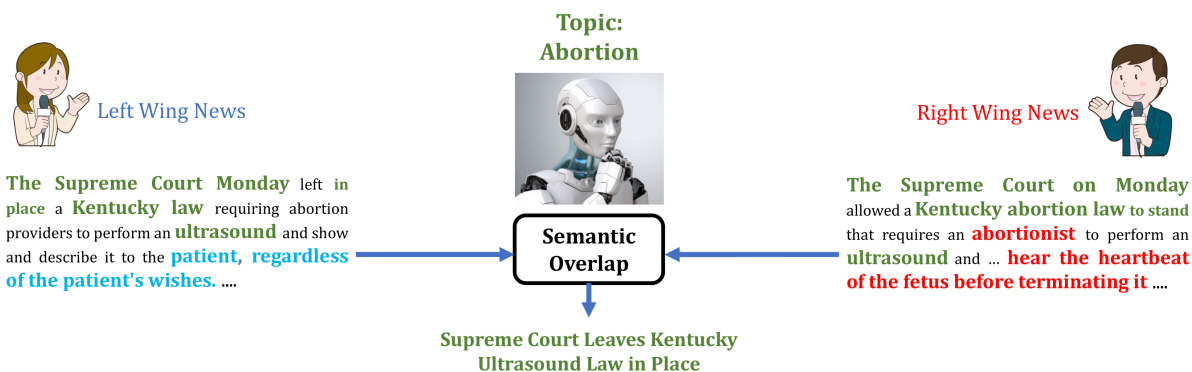 Topic:
Abortion
Left Wing News
The Supreme Court Monday left in
place a Kentucky law requiring abortion
providers to perform an ultrasound and show
and describe it to the patient, regardless
of the patient's wishes. ....
Right Wing News
The Supreme Court on Monday
allowed a Kentucky abortion law to stand
that requires an abortionist to perform an
ultrasound and ... hear the heartbeat
of the fetus before terminating it ....
Semantic
Overlap
Supreme Court Leaves Kentucky
Ultrasound Law in Place